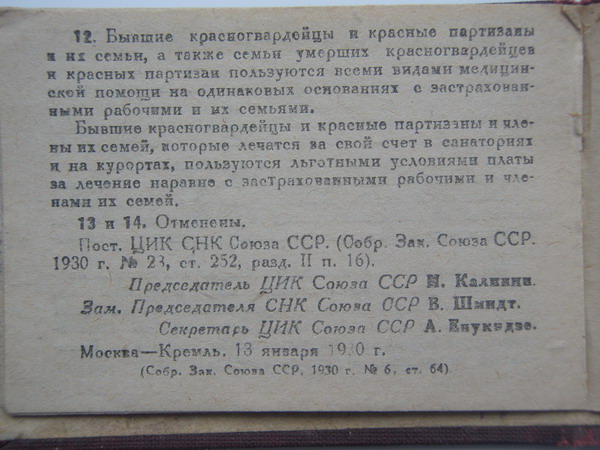 12. Бывшие красногвардейцы и красные партизаны
и их семьи, а также семьи умерших красногвардейцев
и красных партизан пользуются всеми видами медицин-
ской помощи на одинаковых основаниях с застрахован-
ными рабочими и их семьями.
Бывшие красногвардейцы и красные партизаны и чле-
ны их семей, которые лечатся за свой счет в санаториях
и на курортах, пользуются льготными условиями платы
за лечение наравне с застрахованными рабочими и чле-
нами их семей.
13 и 14. Отменены.
Пост. ЦИК СНК Союза ССР. (Собр. Зак. Союза ССР.
1930 г. № 23, ст. 252, разд. II п. 16).
Председатель ЦИК Союза ССР М. Калинин.
Зам. Председателя СНК Союза ССР В. Шмидт.
Секретарь ЦИК Союза ССР А. Енукидзе.
Москва—Кремль. 13 января 1930 г.
(Собр. Зак. Союза ССР, 1930 г. № 6, ст. 64)